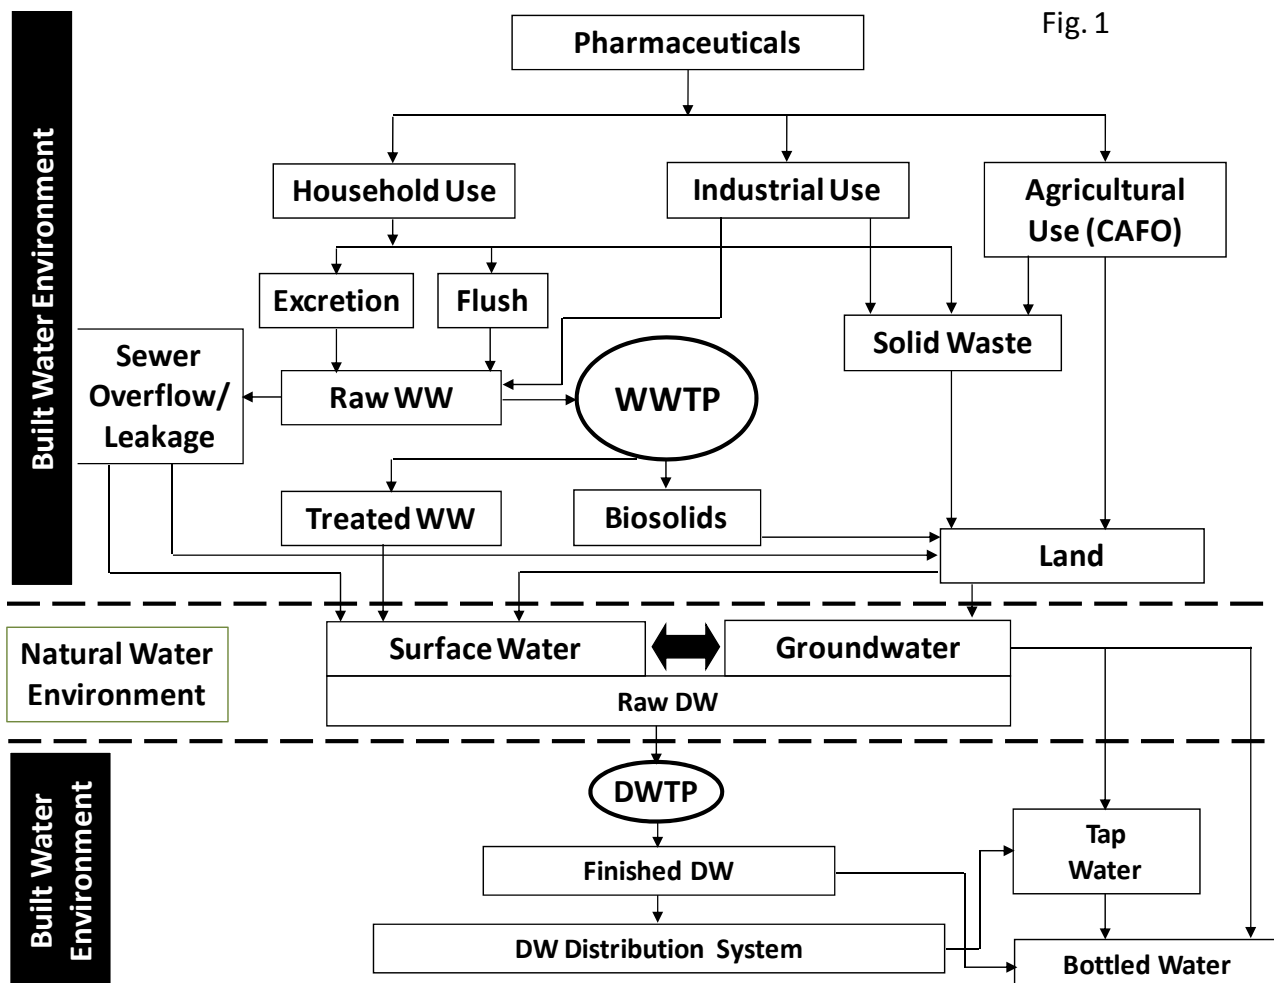 Fig. 1
Pharmaceuticals
Built Water Environment
Household Use
Industrial Use
Agricultural
Use (CAFO)
Excretion
Flush
Solid Waste
Sewer
Overflow/
Leakage
Raw WW
WWTP
Treated WW
Biosolids
Land
Natural Water
Environment
Surface Water
Groundwater
Raw DW
Built Water
Environment
DWTP
Tap
Water
Finished DW
DW Distribution System
Bottled Water